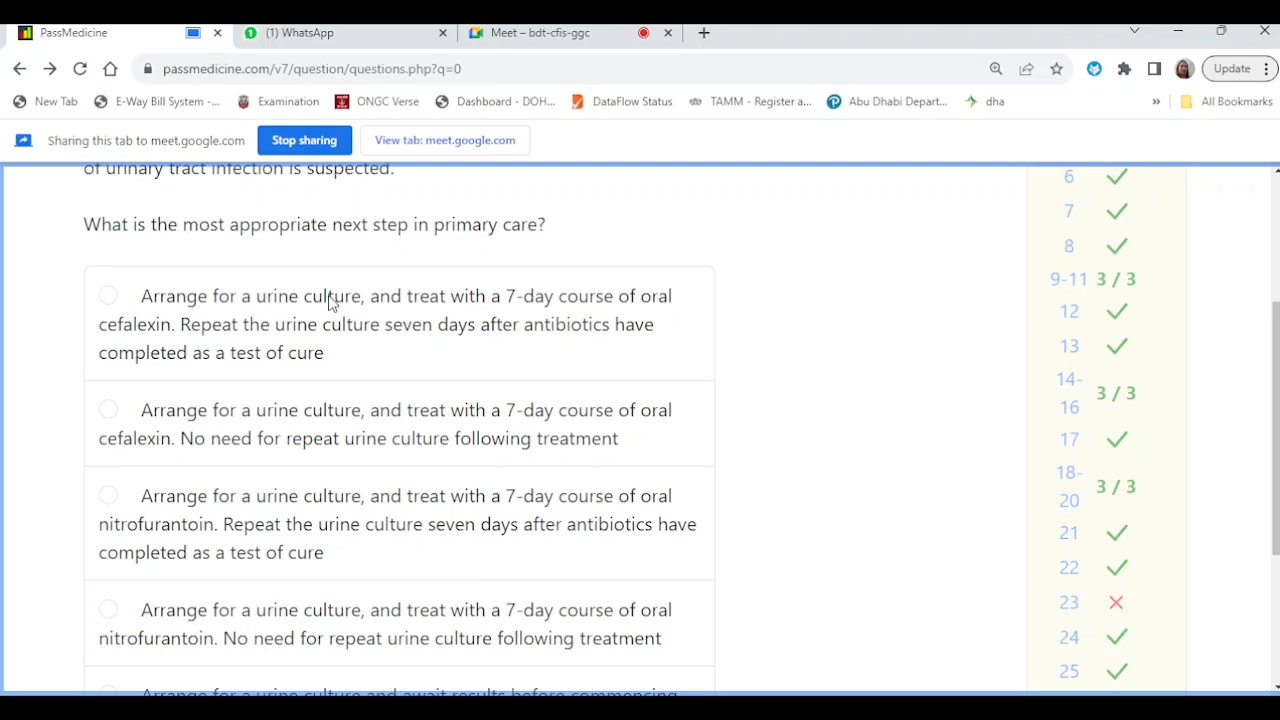 PassMedicine
(1) WhatsApp
Meet – bdt-cfis-ggc
passmedicine.com/v7/question/questions.php?q=0
Update
New Tab
E-Way Bill System -...
Examination
ONGC Verse
Dashboard - DOH...
DataFlow Status
TAMM - Register a...
Abu Dhabi Depart...
dha
»
All Bookmarks
Sharing this tab to meet.google.com
Stop sharing
View tab: meet.google.com
of urinary tract infection is suspected.
What is the most appropriate next step in primary care?
Arrange for a urine culture, and treat with a 7-day course of oral
cefalexin. Repeat the urine culture seven days after antibiotics have
completed as a test of cure
Arrange for a urine culture, and treat with a 7-day course of oral
cefalexin. No need for repeat urine culture following treatment
Arrange for a urine culture, and treat with a 7-day course of oral
nitrofurantoin. Repeat the urine culture seven days after antibiotics have
completed as a test of cure
Arrange for a urine culture, and treat with a 7-day course of oral
nitrofurantoin. No need for repeat urine culture following treatment
Arrange for a urine culture and await results before commencing
6
7
8
9-11 3 / 3
12
13
14-
16 3 / 3
17
18-
20 3 / 3
21
22
23
24
25